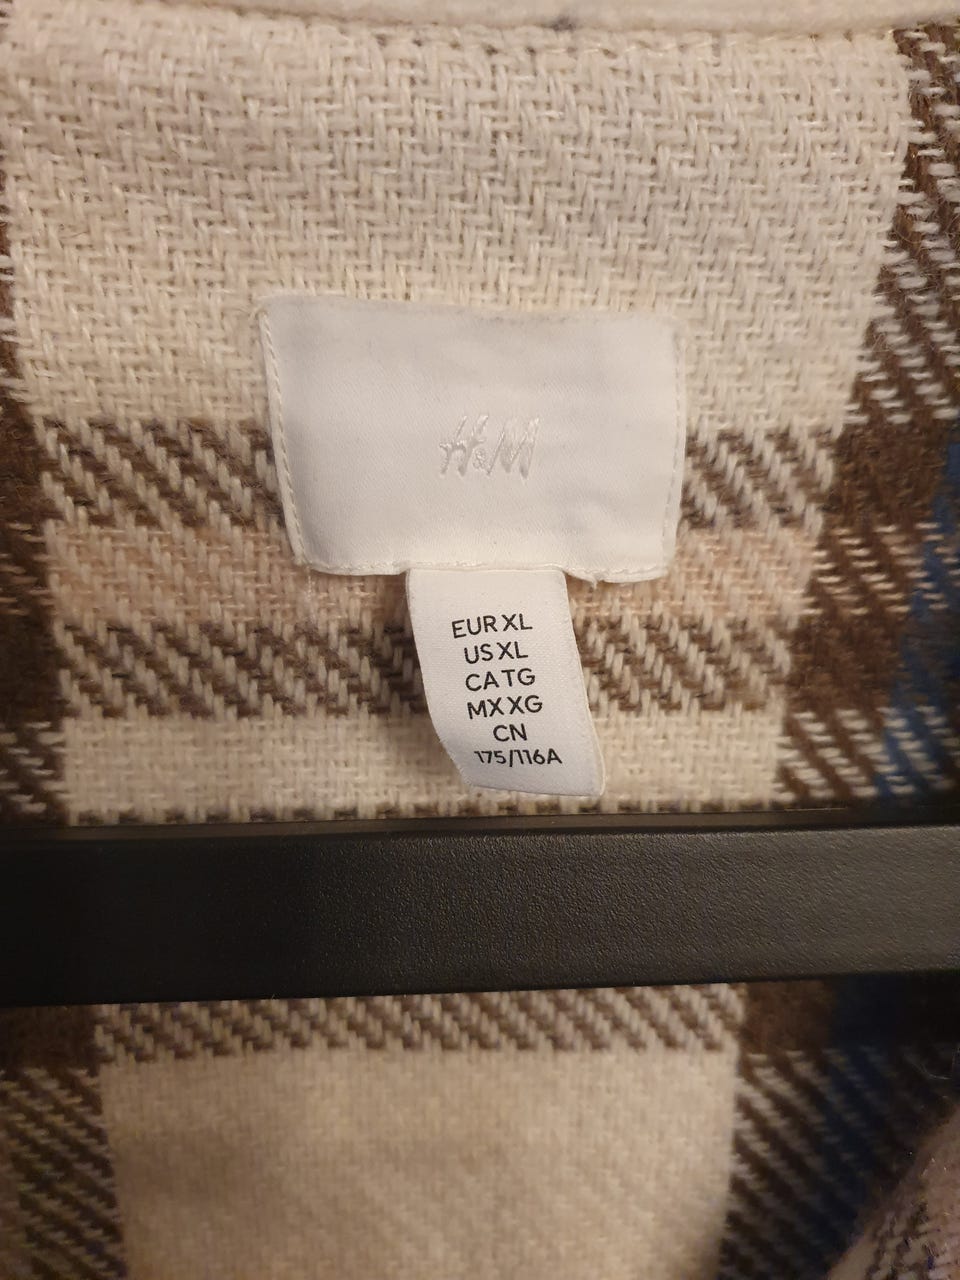 H&M
EUR XL
US XL
CA TG
MX XG
CN
175/116A